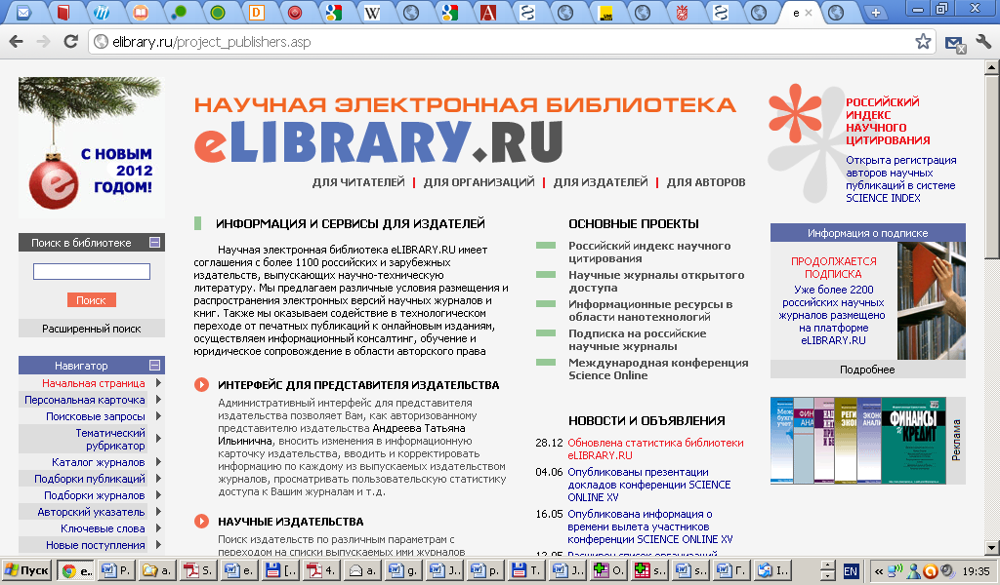 elibrary.ru/project_publishers.asp
С НОВЫМ
2012
ГОДОМ!
НАУЧНАЯ ЭЛЕКТРОННАЯ БИБЛИОТЕКА
eLIBRARY.RU
ДЛЯ ЧИТАТЕЛЕЙ | ДЛЯ ОРГАНИЗАЦИЙ | ДЛЯ ИЗДАТЕЛЕЙ | ДЛЯ АВТОРОВ
РОССИЙСКИЙ
ИНДЕКС
НАУЧНОГО
ЦИТИРОВАНИЯ
Открыта регистрация
авторов научных
публикаций в системе
SCIENCE INDEX
Поиск в библиотеке
Поиск
Расширенный поиск
Навигатор
Начальная страница
Персональная карточка
Поисковые запросы
Тематический
рубрикатор
Каталог журналов
Подборки публикаций
Подборки журналов
Авторский указатель
Ключевые слова
Новые поступления
ИНФОРМАЦИЯ И СЕРВИСЫ ДЛЯ ИЗДАТЕЛЕЙ
Научная электронная библиотека eLIBRARY.RU имеет
соглашения с более 1100 российских и зарубежных
издательств, выпускающих научно-техническую
литературу. Мы предлагаем различные условия размещения и
распространения электронных версий научных журналов и
книг. Также мы оказываем содействие в технологическом
переходе от печатных публикаций к онлайновым изданиям,
осуществляем информационный консалтинг, обучение и
юридическое сопровождение в области авторского права
ИНТЕРФЕЙС ДЛЯ ПРЕДСТАВИТЕЛЯ ИЗДАТЕЛЬСТВА
Административный интерфейс для представителя
издательства позволяет Вам, как авторизованному
представителю издательства Андреева Татьяна
Ильинична, вносить изменения в информационную
карточку издательства, вводить и корректировать
информацию по каждому из выпускаемых издательством
журналов, просматривать пользовательскую статистику
доступа к Вашим журналам и т.д.
НАУЧНЫЕ ИЗДАТЕЛЬСТВА
Поиск издательств по различным параметрам с
переходом на списки выпускаемых ими журналов
ОСНОВНЫЕ ПРОЕКТЫ
Российский индекс научного
цитирования
Научные журналы открытого
доступа
Информационные ресурсы в
области нанотехнологий
Подписка на российские
научные журналы
Международная конференция
Science Online
НОВОСТИ И ОБЪЯВЛЕНИЯ
28.12 Обновлена статистика библиотеки
eLIBRARY.RU
04.06 Опубликованы презентации
докладов конференции SCIENCE
ONLINE XV
16.05 Опубликована информация о
времени вылета участников
конференции SCIENCE ONLINE XV
12.05 Список организаций,
Информация о подписке
ПРОДОЛЖАЕТСЯ
ПОДПИСКА
Уже более 2200
российских научных
журналов размещено
на платформе
eLIBRARY.RU
Подробнее
ФИНАНСЫ
КРЕДИТ
Реклама
Пуск
e..
P.
a.
S.
e.
[..
4.
a.
g.
J..
p.
T.
J..
O.
s..
s..
Г.
I..
EN
19:35